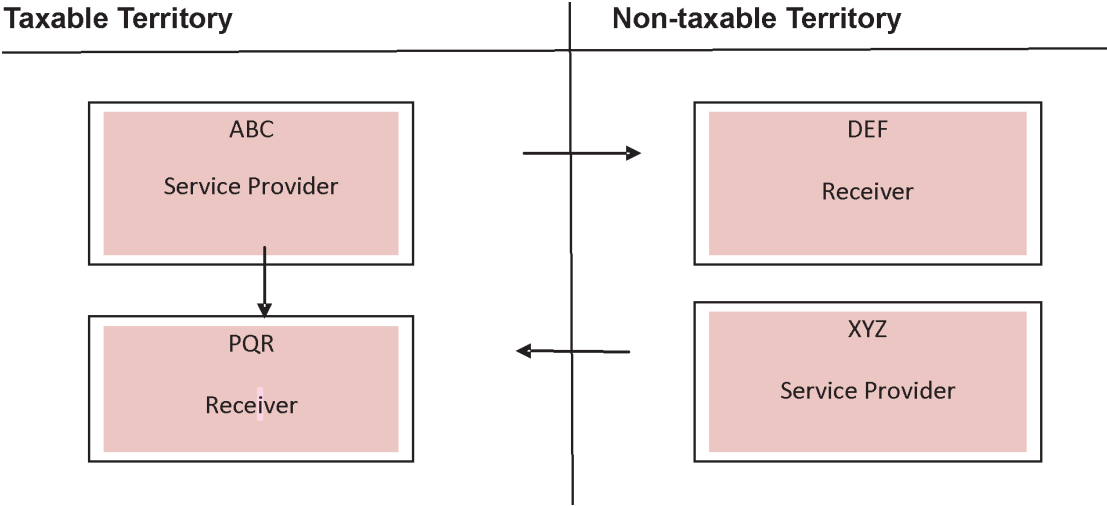 Taxable Territory
Non-taxable Territory
ABC
Service Provider
DEF
Receiver
PQR
Receiver
XYZ
Service Provider